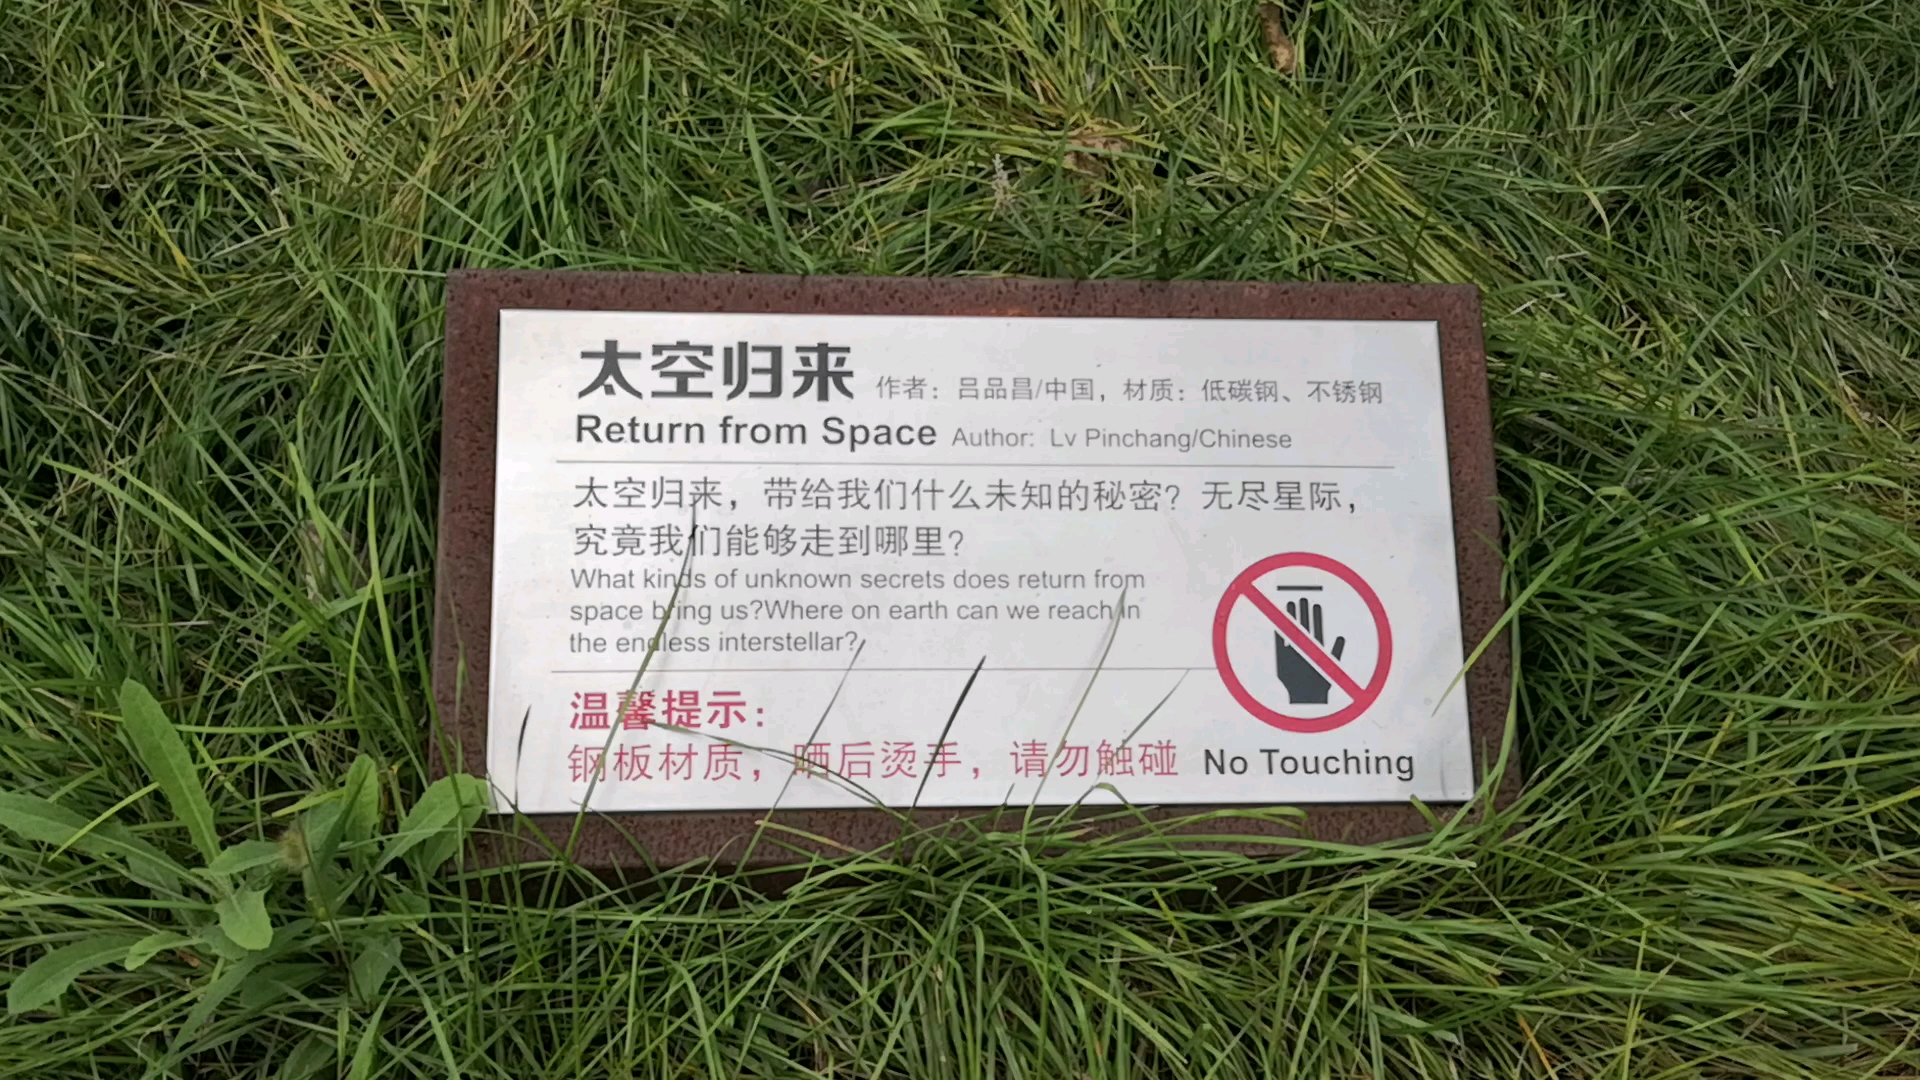 太空归来 作者：吕品昌/中国，材质：低碳钢、不锈钢
Return from Space Author: Lv Pinchang/Chinese
太空归来，带给我们什么未知的秘密？无尽星际，
究竟我们能够走到哪里？
What kinds of unknown secrets does return from
space bring us?Where on earth can we reach in
the endless interstellar?
温馨提示：
钢板材质，晒后烫手，请勿触碰
No Touching